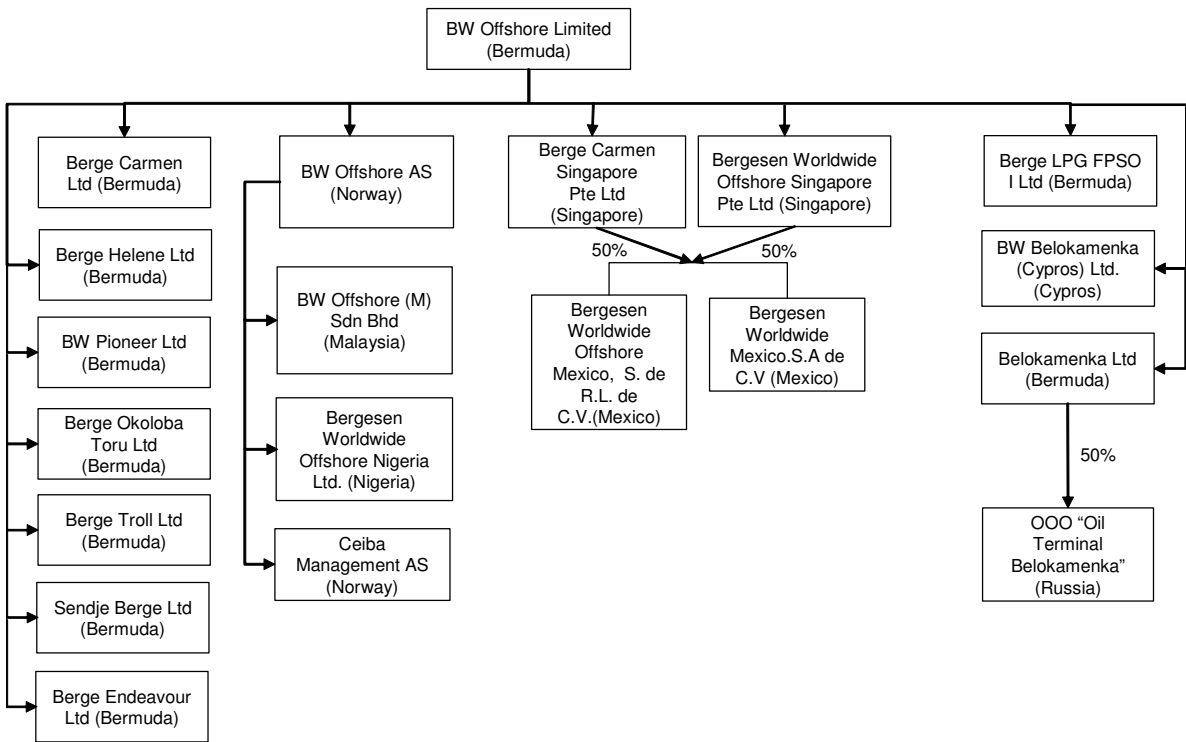 BW Offshore Limited
(Bermuda)
Berge Carmen
Ltd (Bermuda)
Berge Helene Ltd
(Bermuda)
BW Pioneer Ltd
(Bermuda)
Berge Okoloba
Toru Ltd
(Bermuda)
Berge Troll Ltd
(Bermuda)
Sendje Berge Ltd
(Bermuda)
Berge Endeavour
Ltd (Bermuda)
BW Offshore AS
(Norway)
BW Offshore (M)
Sdn Bhd
(Malaysia)
Bergesen
Worldwide
Offshore Nigeria
Ltd. (Nigeria)
Ceiba
Management AS
(Norway)
Berge Carmen
Singapore
Pte Ltd
(Singapore)
Bergesen Worldwide
Offshore Singapore
Pte Ltd (Singapore)
50%
50%
Bergesen
Worldwide
Offshore
Mexico, S. de
R.L. de
C.V.(Mexico)
Bergesen
Worldwide
Mexico.S.A de
C.V (Mexico)
Berge LPG FPSO
I Ltd (Bermuda)
BW Belokamenka
(Cypros) Ltd.
(Cypros)
Belokamenka Ltd
(Bermuda)
50%
OOO “Oil
Terminal
Belokamenka”
(Russia)